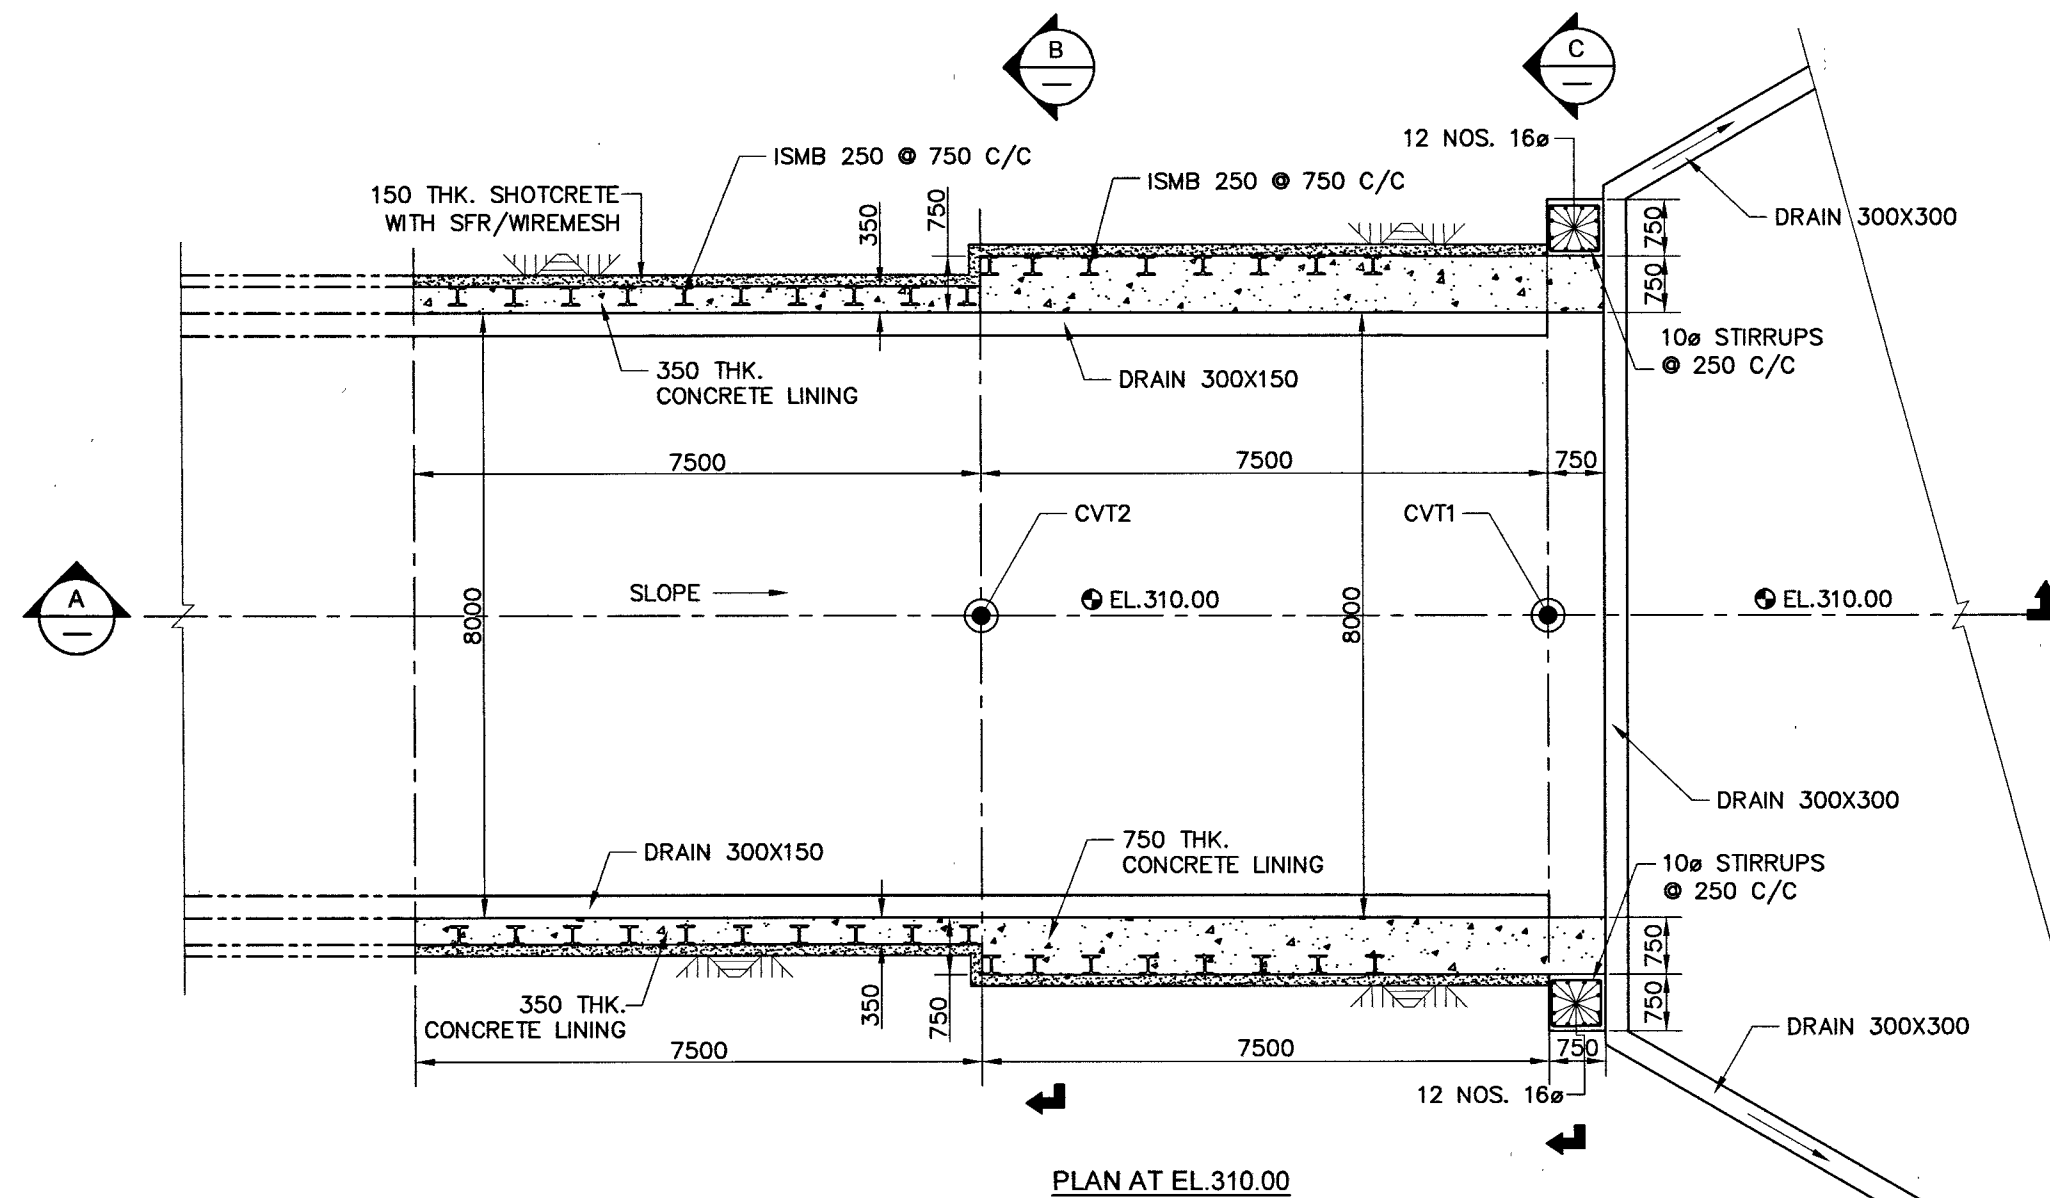 B
C
12 NOS. 16ø
ISMB 250 @ 750 C/C
ISMB 250 @ 750 C/C
150 THK. SHOTCRETE
WITH SFR/WIREMESH
350
750
750
750
DRAIN 300X300
10ø STIRRUPS
@ 250 C/C
350 THK.
CONCRETE LINING
DRAIN 300X150
7500
7500
750
CVT2
CVT1
A
SLOPE
8000
EL.310.00
8000
EL.310.00
DRAIN 300X300
DRAIN 300X150
750 THK.
CONCRETE LINING
10ø STIRRUPS
@ 250 C/C
350 THK.
CONCRETE LINING
350
750
750
750
DRAIN 300X300
7500
7500
750
12 NOS. 16ø
PLAN AT EL.310.00